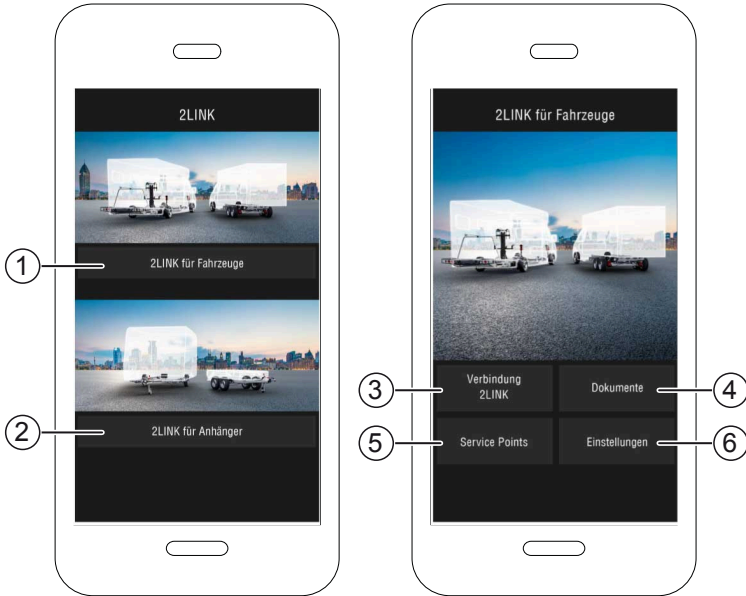 2LINK
1
2LINK für Fahrzeuge
2
2LINK für Anhänger
2LINK für Fahrzeuge
3
Verbindung
2LINK
Dokumente
4
5
Service Points
Einstellungen
6